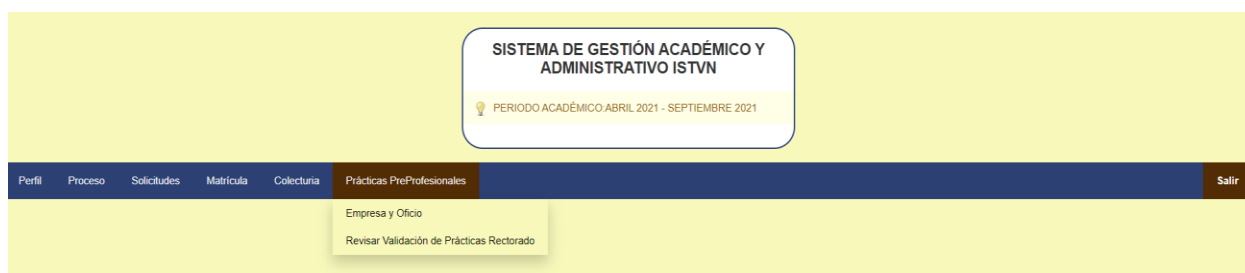 SISTEMA DE GESTIÓN ACADÉMICO Y
ADMINISTRATIVO ISTVN
PERIODO ACADÉMICO:ABRIL 2021 - SEPTIEMBRE 2021
Perfil Proceso Solicitudes Matrícula Colecturia Prácticas PreProfesionales Salir
Empresa y Oficio
Revisar Validación de Prácticas Rectorado